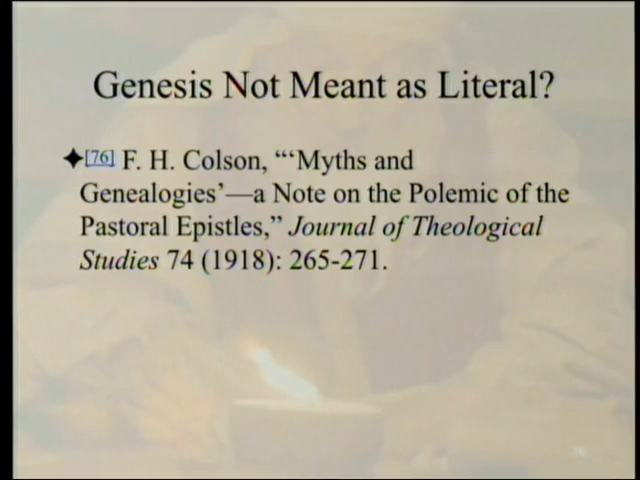 Genesis Not Meant as Literal?
✦[76] F. H. Colson, “‘Myths and
Genealogies’—a Note on the Polemic of the
Pastoral Epistles,” Journal of Theological
Studies 74 (1918): 265-271.